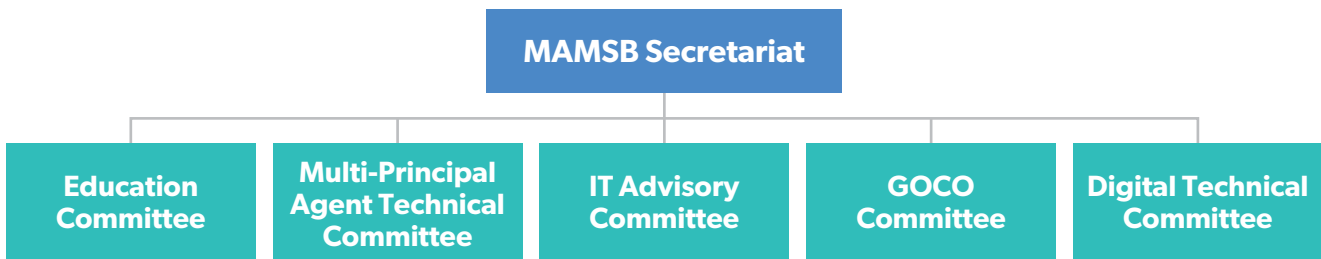 MAMSB Secretariat
Education
Committee
Multi-Principal
Agent Technical
Committee
IT Advisory
Committee
GOCO
Committee
Digital Technical
Committee